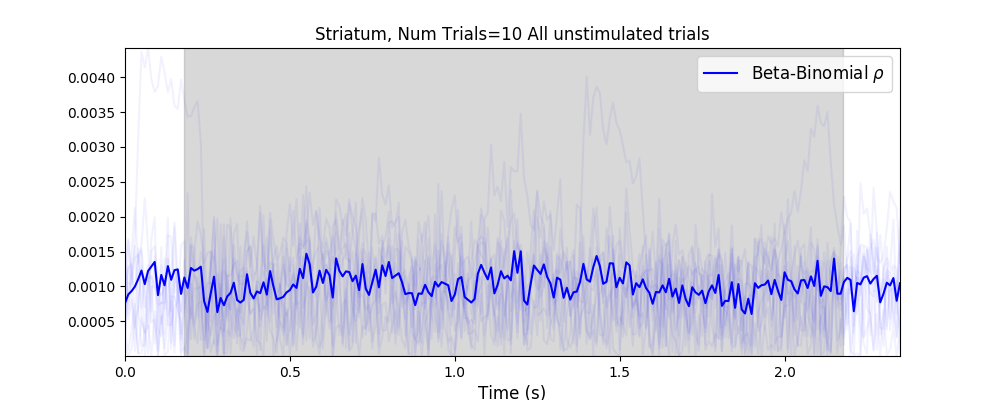 Striatum, Num Trials=10 All unstimulated trials
Beta-Binomial ρ
0.0040
0.0035
0.0030
0.0025
0.0020
0.0015
0.0010
0.0005
0.0 0.5 1.0 1.5 2.0
Time (s)